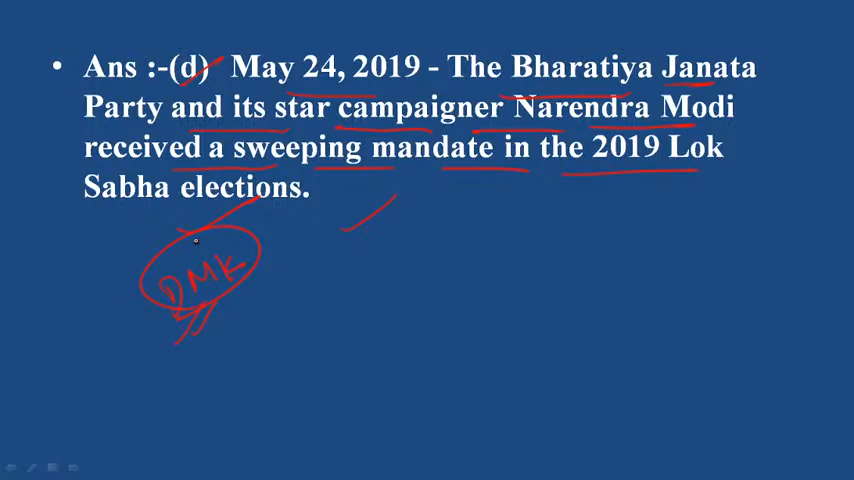 • Ans :-(d) May 24, 2019 - The Bharatiya Janata
Party and its star campaigner Narendra Modi
received a sweeping mandate in the 2019 Lok
Sabha elections.
DMK